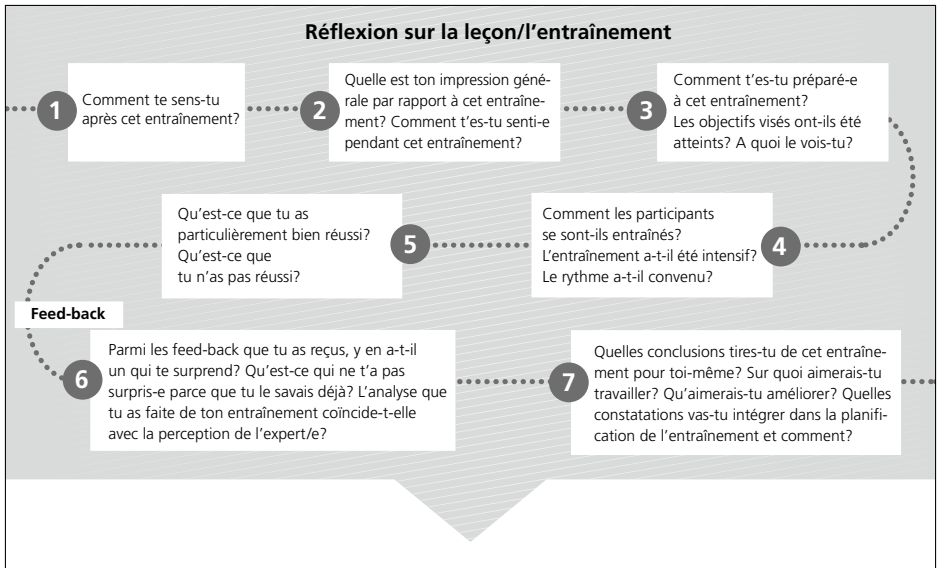 Réflexion sur la leçon/l'entraînement
1
Comment te sens-tu
après cet entraînement?
2
Quelle est ton impression géné-
rale par rapport à cet entraîne-
ment? Comment t'es-tu senti-e
pendant cet entraînement?
3
Comment t'es-tu préparé-e
à cet entraînement?
Les objectifs visés ont-ils été
atteints? A quoi le vois-tu?
4
Comment les participants
se sont-ils entraînés?
L'entraînement a-t-il été intensif?
Le rythme a-t-il convenu?
5
Qu'est-ce que tu as
particulièrement bien réussi?
Qu'est-ce que
tu n'as pas réussi?
Feed-back
6
Parmi les feed-back que tu as reçus, y en a-t-il
un qui te surprend? Qu'est-ce qui ne t'a pas
surpris-e parce que tu le savais déjà? L'analyse que
tu as faite de ton entraînement coïncide-t-elle
avec la perception de l'expert/e?
7
Quelles conclusions tires-tu de cet entraîne-
ment pour toi-même? Sur quoi aimerais-tu
travailler? Qu'aimerais-tu améliorer? Quelles
constatations vas-tu intégrer dans la planifi-
cation de l'entraînement et comment?